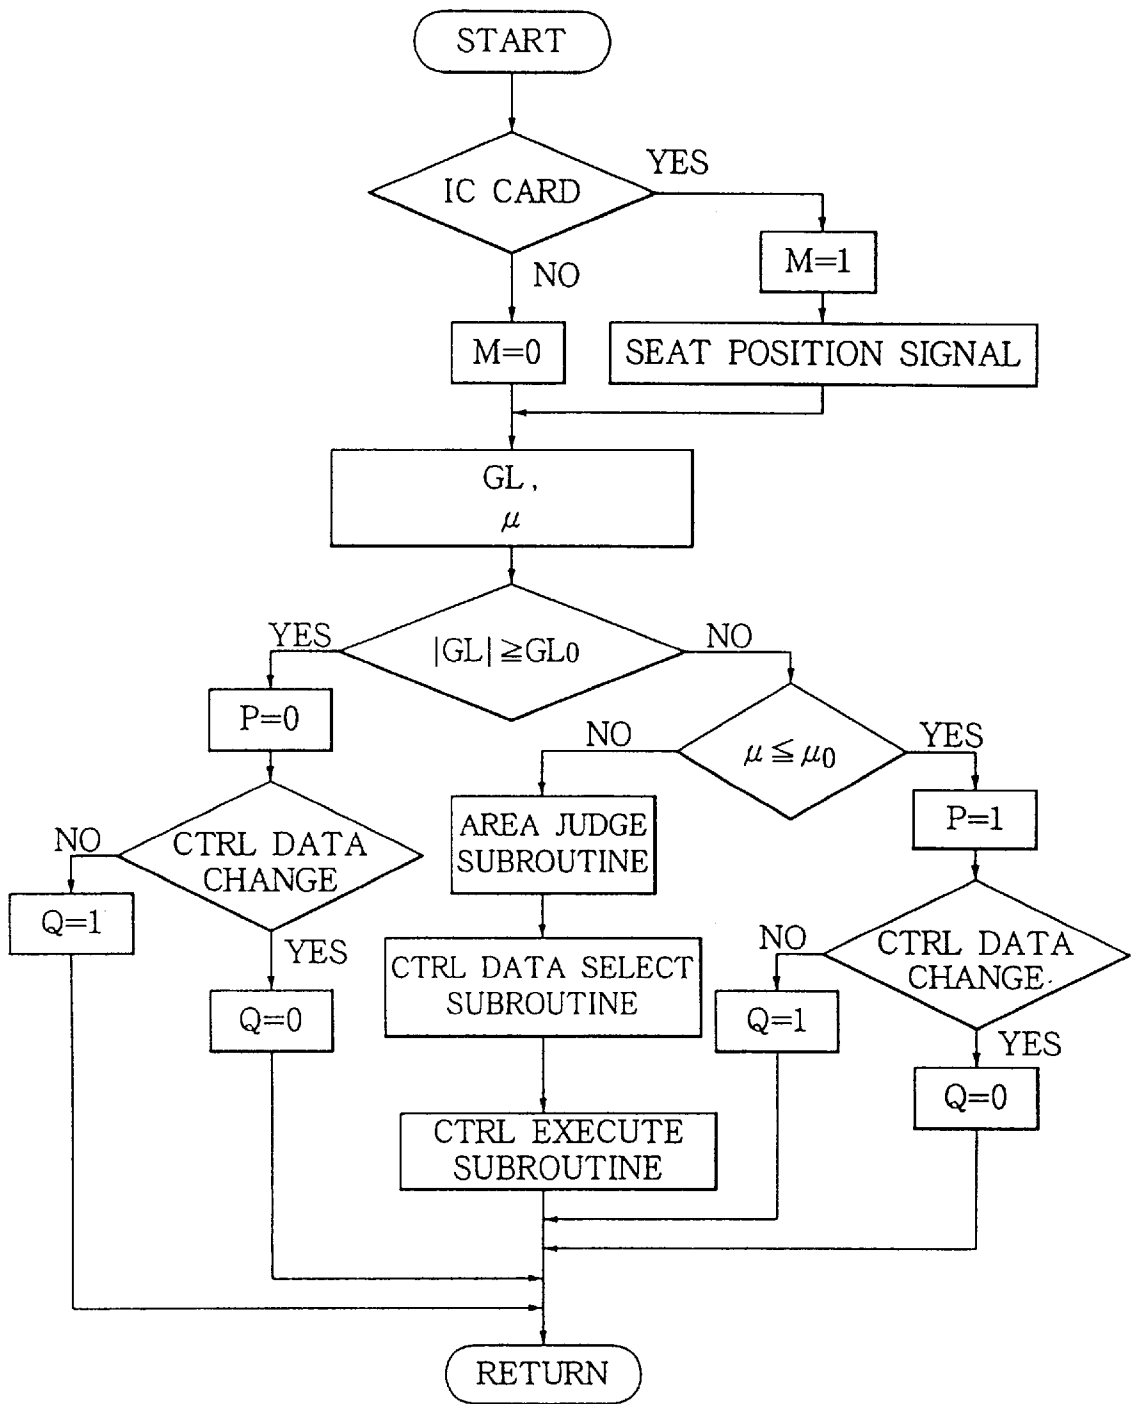 START
IC CARD
YES
NO
M=1
M=0
SEAT POSITION SIGNAL
GL,
μ
|GL|≧GL0
YES
NO
P=0
μ≦μ0
NO
YES
P=1
AREA JUDGE
SUBROUTINE
CTRL DATA
CHANGE
NO
YES
Q=1
Q=0
CTRL DATA SELECT
SUBROUTINE
CTRL DATA
CHANGE
NO
YES
Q=1
Q=0
CTRL EXECUTE
SUBROUTINE
RETURN